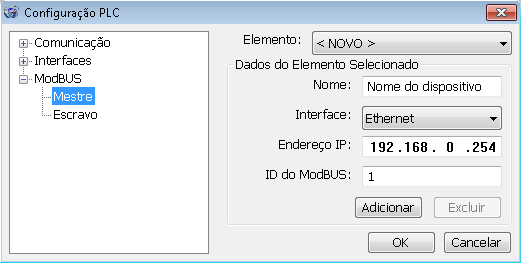 Configuração PLC
Comunicação
Interfaces
ModBUS
Mestre
Escravo
Elemento: < NOVO >
Dados do Elemento Selecionado
Nome: Nome do dispositivo
Interface: Ethernet
Endereço IP: 192.168. 0 .254
ID do ModBUS: 1
Adicionar Excluir
OK Cancelar